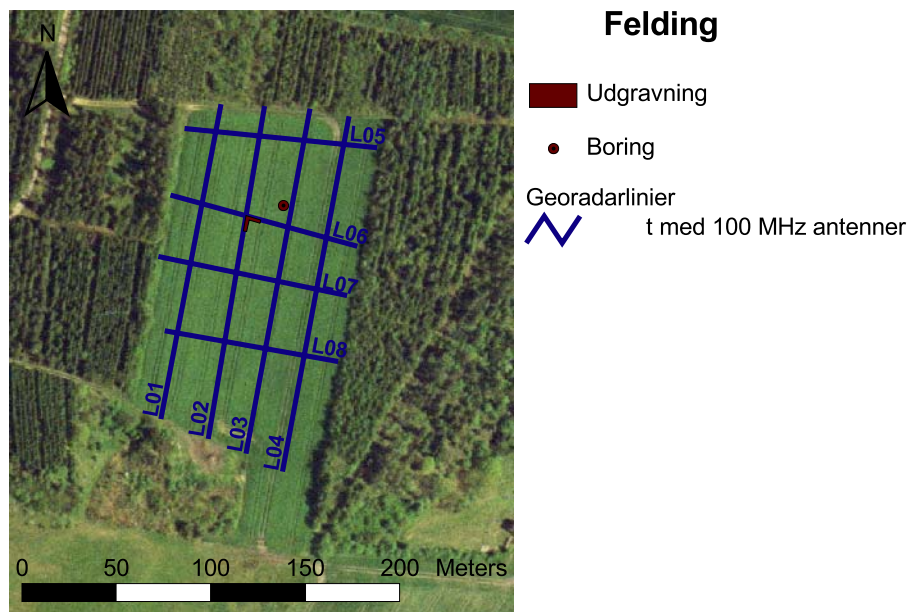 Felding
N
Udgravning
Boring
Georadarlinier
t med 100 MHz antenner
L05
L06
L07
L08
L01
L02
L03
L04
0 50 100 150 200 Meters